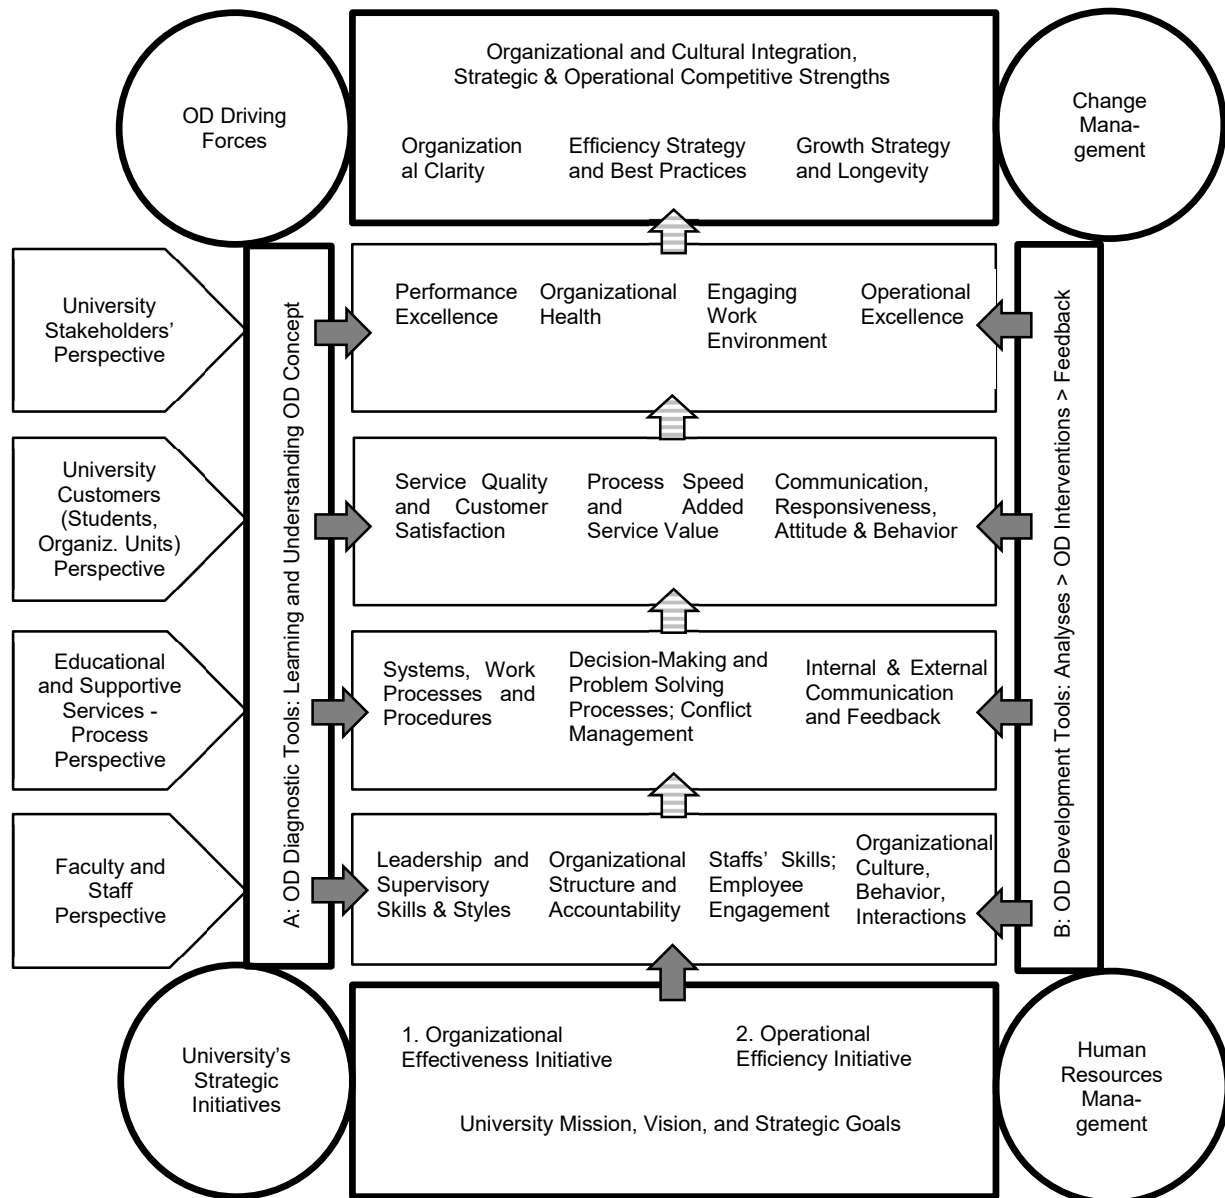 OD Driving
Forces
Organizational and Cultural Integration,
Strategic & Operational Competitive Strengths
Organization
al Clarity
Efficiency Strategy
and Best Practices
Growth Strategy
and Longevity
Change
Mana-
gement
University
Stakeholders’
Perspective
University
Customers
(Students,
Organiz. Units)
Perspective
Educational
and Supportive
Services -
Process
Perspective
Faculty and
Staff
Perspective
A: OD Diagnostic Tools: Learning and Understanding OD Concept
Performance
Excellence
Organizational
Health
Engaging
Work
Environment
Operational
Excellence
Service Quality
and Customer
Satisfaction
Process Speed
and Added
Service Value
Communication,
Responsiveness,
Attitude & Behavior
Systems, Work
Processes and
Procedures
Decision-Making and
Problem Solving
Processes; Conflict
Management
Internal & External
Communication
and Feedback
Leadership and
Supervisory
Skills & Styles
Organizational
Structure and
Accountability
Staffs’ Skills;
Employee
Engagement
Organizational
Culture,
Behavior,
Interactions
B: OD Development Tools: Analyses > OD Interventions > Feedback
University’s
Strategic
Initiatives
1. Organizational
Effectiveness Initiative
2. Operational
Efficiency Initiative
University Mission, Vision, and Strategic Goals
Human
Resources
Mana-
gement